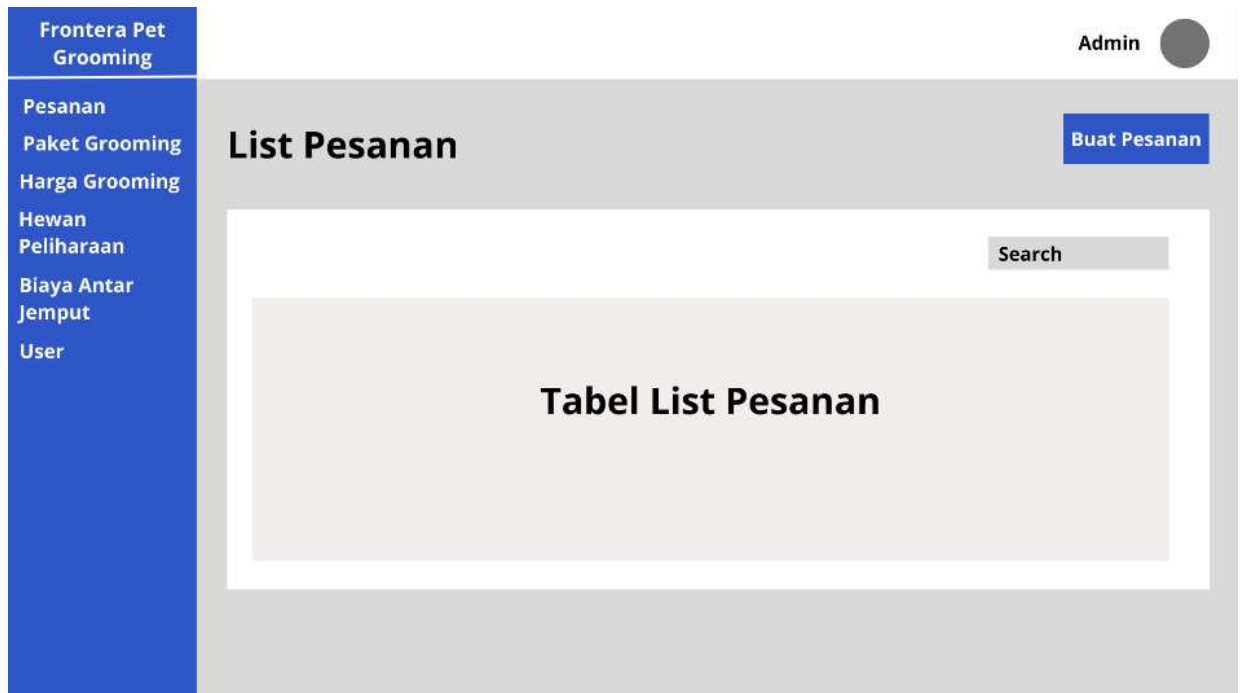 Frontera Pet
Grooming
Admin
Pesanan
Paket Grooming
Harga Grooming
Hewan
Peliharaan
Biaya Antar
Jemput
User
List Pesanan
Buat Pesanan
Search
Tabel List Pesanan